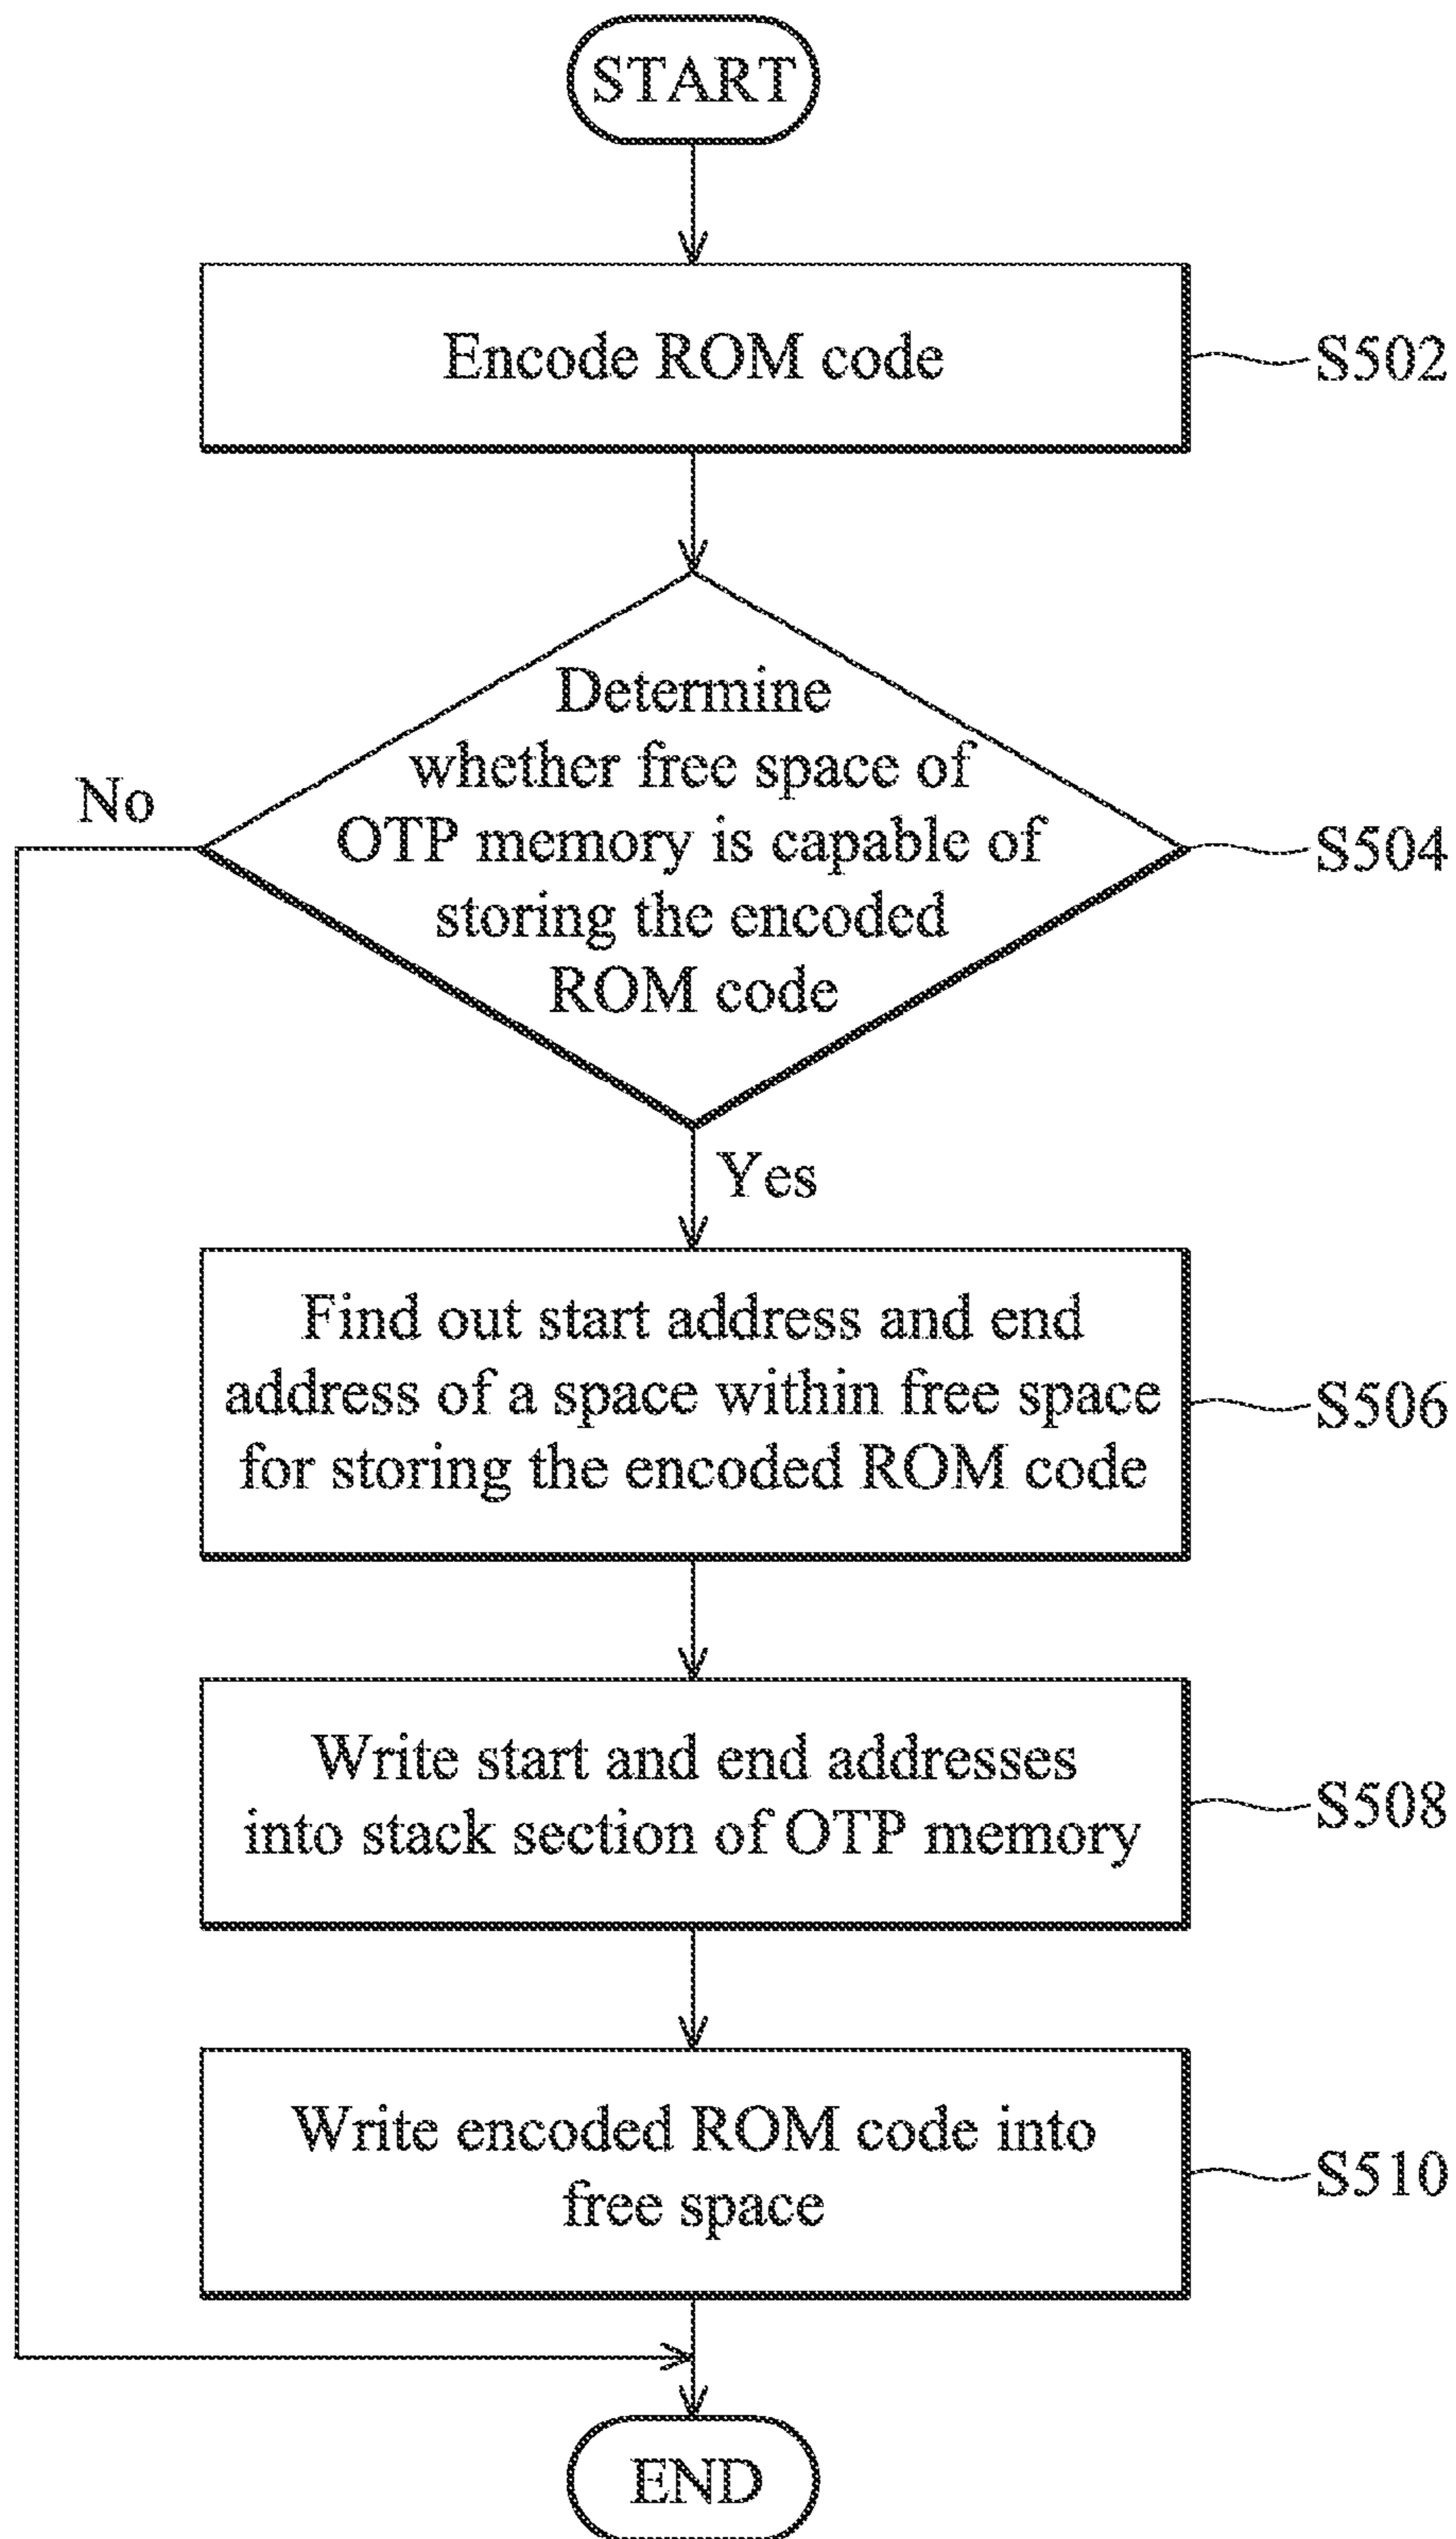 START
Encode ROM code
S502
Determine
whether free space of
OTP memory is capable of
storing the encoded
ROM code
No
S504
Yes
Find out start address and end
address of a space within free space
for storing the encoded ROM code
S506
Write start and end addresses
into stack section of OTP memory
S508
Write encoded ROM code into
free space
S510
END